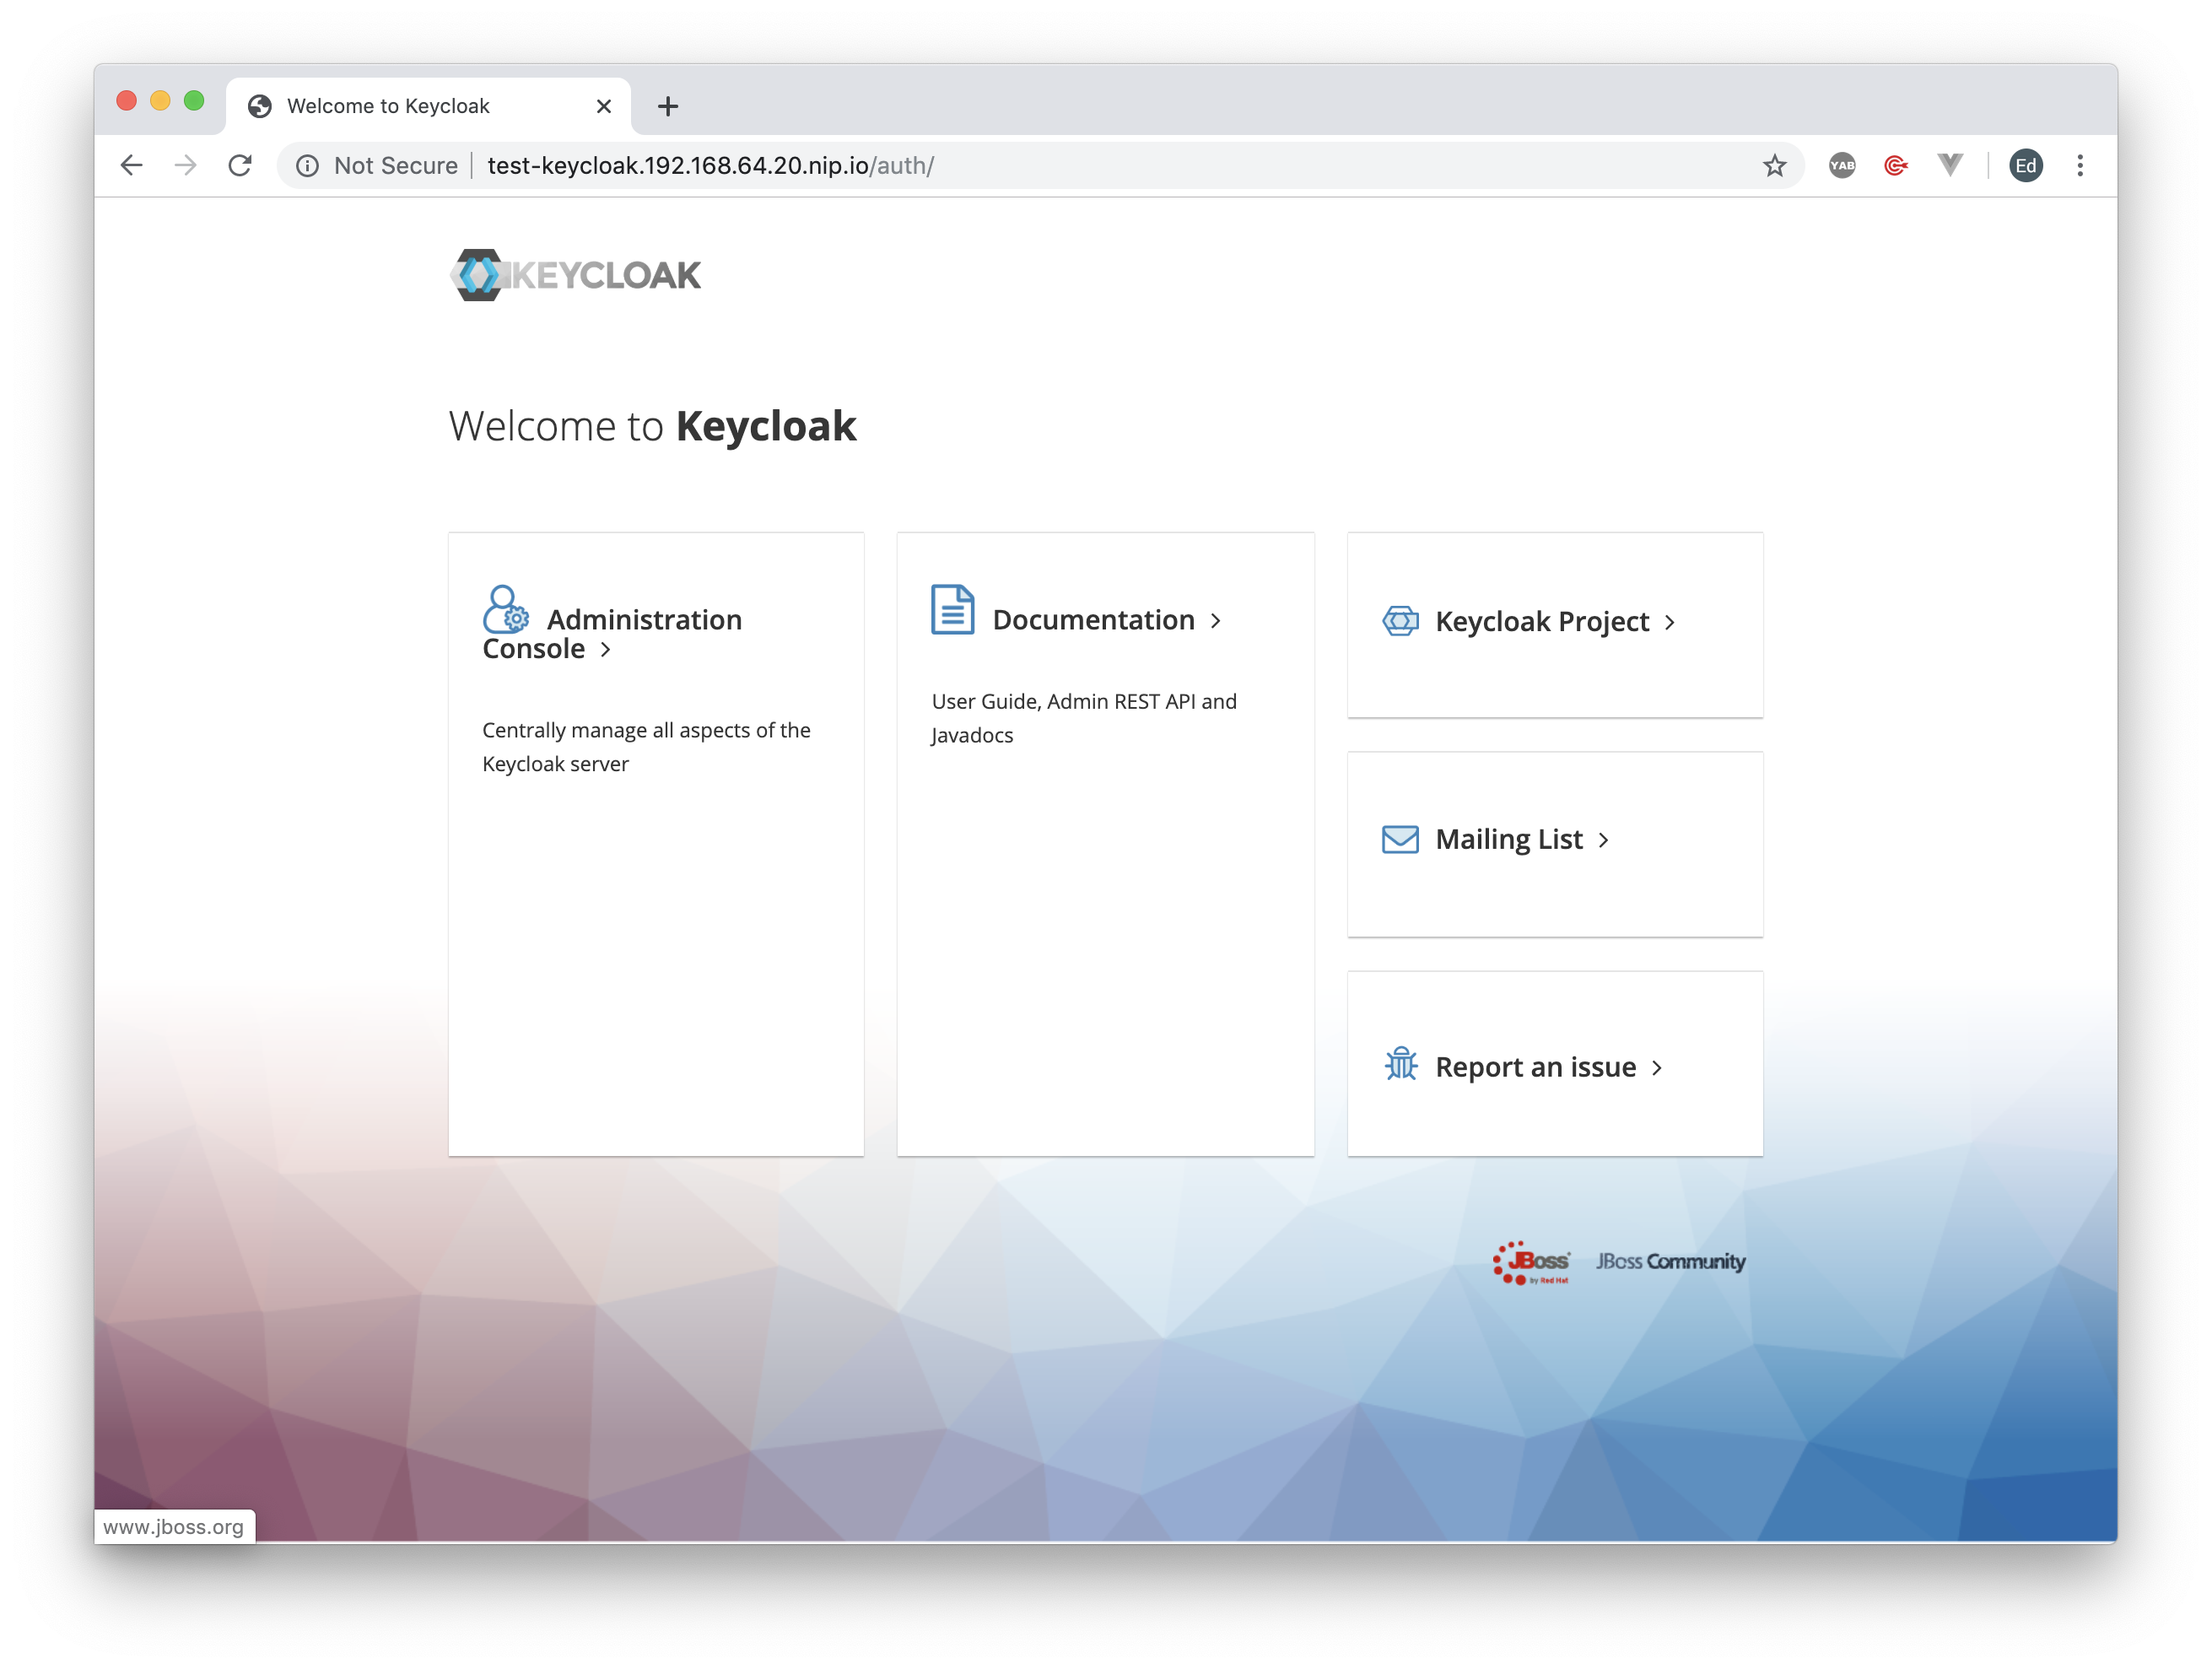 Welcome to Keycloak
Not Secure
test-keycloak.192.168.64.20.nip.io/auth/
YAB
Ed
KEYCLOAK
Welcome to Keycloak
Administration
Console
Centrally manage all aspects of the
Keycloak server
Documentation
User Guide, Admin REST API and
Javadocs
Keycloak Project
Mailing List
Report an issue
JBoss
by Red Hat
JBoss Community
www.jboss.org